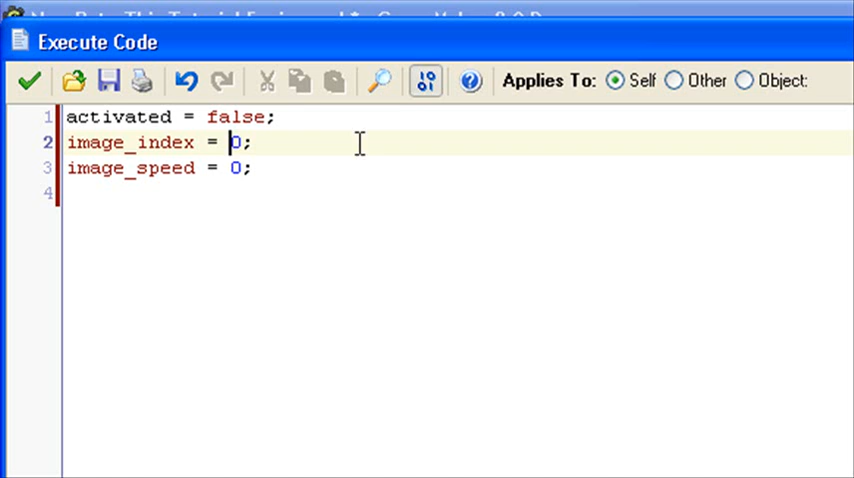 Execute Code
Applies To: Self Other Object:
1 activated = false;
2 image_index = 0;
3 image_speed = 0;
4